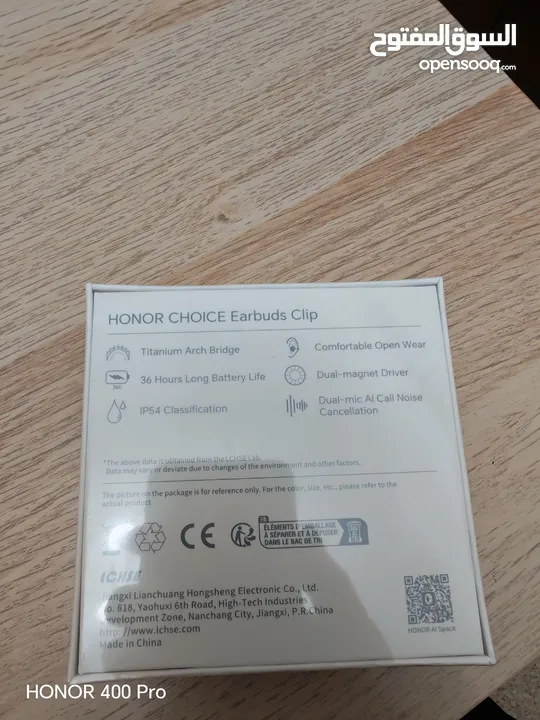 السوق المفتوح
opensooq.com
HONOR CHOICE Earbuds Clip
Titanium Arch Bridge
Comfortable Open Wear
36 Hours Long Battery Life
Dual-magnet Driver
IP54 Classification
Dual-mic AI Call Noise
Cancellation
*The above data is obtained from the LCHSE Lab.
Data may vary or deviate due to changes of the environment and other factors.
The picture on the package is for reference only. For the color, size, etc., please refer to the
actual product
CE
FR
ÉLÉMENTS D'EMBALLAGE
À SÉPARER ET À DÉPOSER
DANS LE BAC DE TRI
LCHSE
Jiangxi Lianchuang Hongsheng Electronic Co., Ltd.
No. 818, Yaohuxi 6th Road, High-Tech Industries
Development Zone, Nanchang City, Jiangxi, P.R.China
http://www.lchse.com
Made in China
HONOR AI Space
HONOR 400 Pro